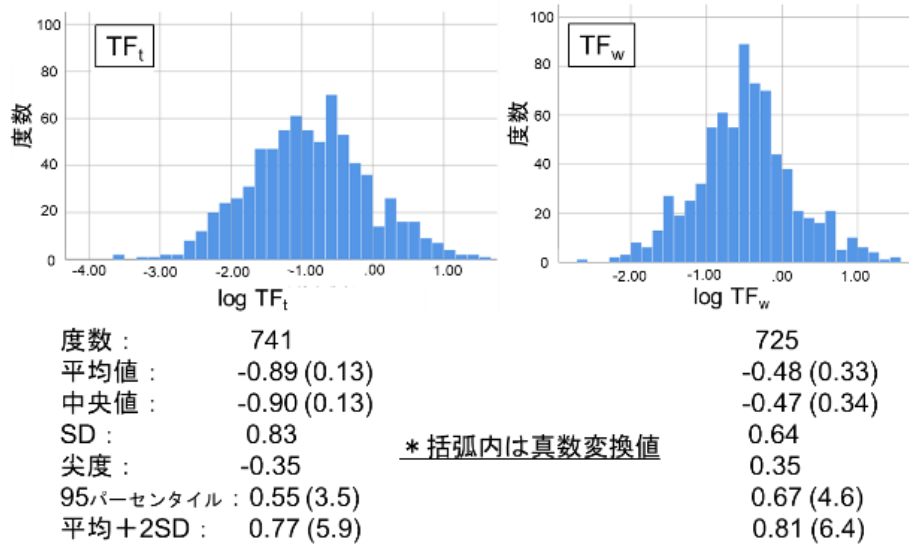 TFt
100
80
60
40
20
0
度数
-4.00 -3.00 -2.00 -1.00 .00 1.00
log TFt
TFw
100
80
60
40
20
0
度数
-2.00 -1.00 .00 1.00
log TFw
度数： 741 725
平均値： -0.89 (0.13) -0.48 (0.33)
中央値： -0.90 (0.13) -0.47 (0.34)
SD： 0.83 0.64
＊括弧内は真数変換値
尖度： -0.35 0.35
95パーセンタイル： 0.55 (3.5) 0.67 (4.6)
平均＋2SD： 0.77 (5.9) 0.81 (6.4)